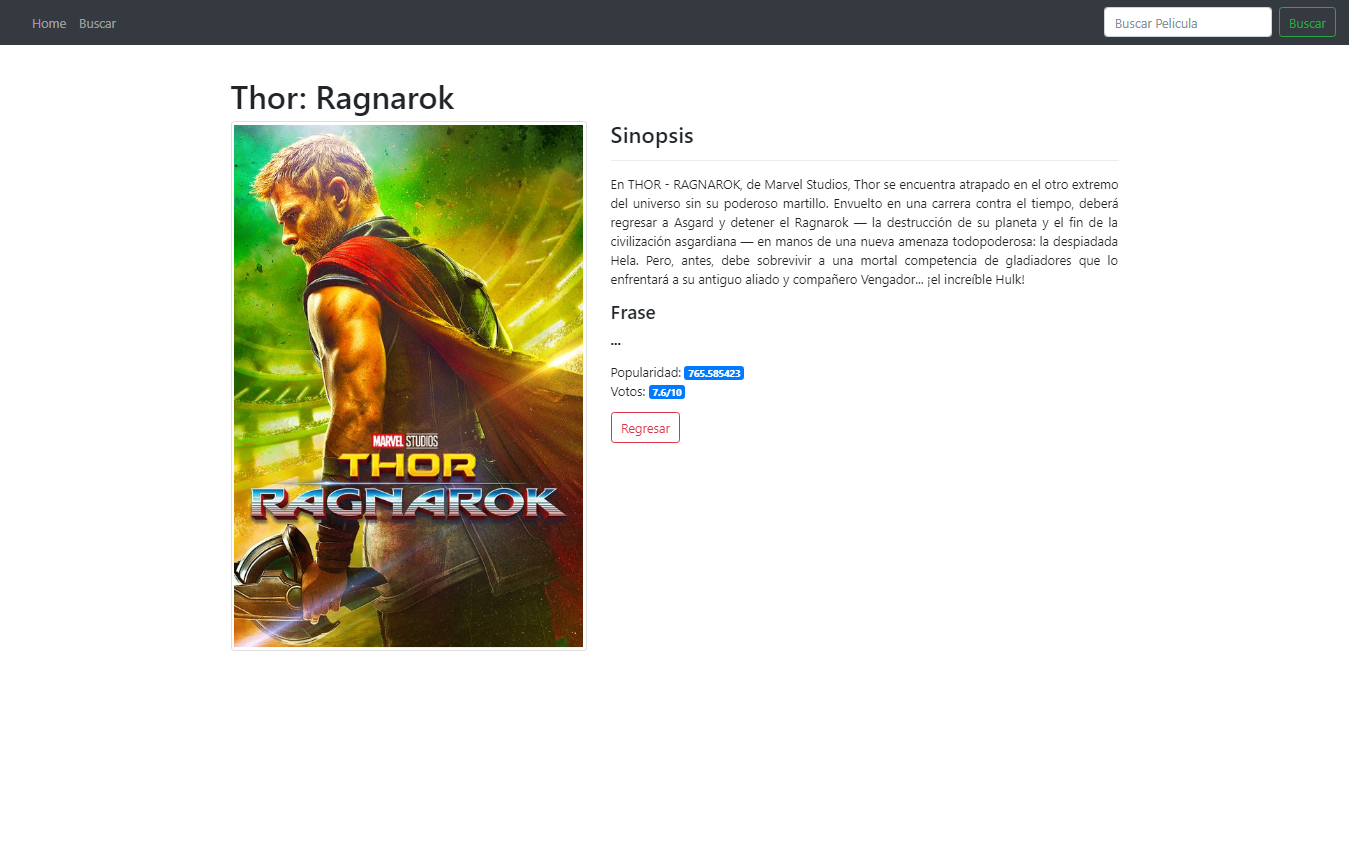 Home Buscar Buscar Película Buscar
Thor: Ragnarok
MARVEL STUDIOS
THOR
RAGNAROK
Sinopsis
En THOR - RAGNAROK, de Marvel Studios, Thor se encuentra atrapado en el otro extremo
del universo sin su poderoso martillo. Envuelto en una carrera contra el tiempo, deberá
regresar a Asgard y detener el Ragnarok — la destrucción de su planeta y el fin de la
civilización asgardiana — en manos de una nueva amenaza todopoderosa: la despiadada
Hela. Pero, antes, debe sobrevivir a una mortal competencia de gladiadores que lo
enfrentará a su antiguo aliado y compañero Vengador... ¡el increíble Hulk!
Frase
...
Popularidad: 765.585423
Votos: 7.6/10
Regresar